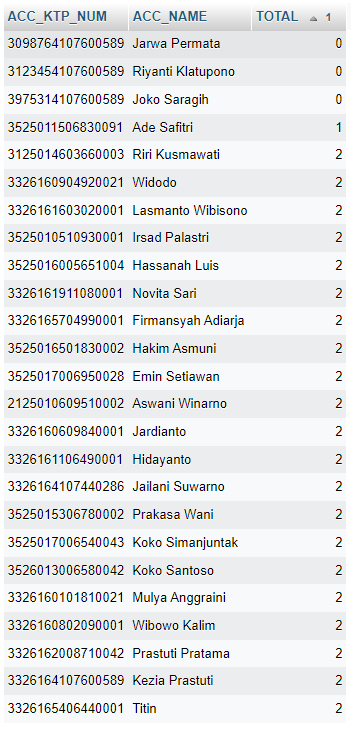 ACC_KTP_NUM ACC_NAME TOTAL 1
3098764107600589 Jarwa Permata 0
3123454107600589 Riyanti Klatupono 0
3975314107600589 Joko Saragih 0
3525011506830091 Ade Safitri 1
3125014603660003 Riri Kusmawati 2
3326160904920021 Widodo 2
3326161603020001 Lasmanto Wibisono 2
3525010510930001 Irsad Palastri 2
3525016005651004 Hassanah Luis 2
3326161911080001 Novita Sari 2
3326165704990001 Firmansyah Adiarja 2
3525016501830002 Hakim Asmuni 2
3525017006950028 Emin Setiawan 2
2125010609510002 Aswani Winarno 2
3326160609840001 Jardianto 2
3326161106490001 Hidayanto 2
3326164107440286 Jailani Suwarno 2
3525015306780002 Prakasa Wani 2
3525017006540043 Koko Simanjuntak 2
3526013006580042 Koko Santoso 2
3326160101810021 Mulya Anggraini 2
3326160802090001 Wibowo Kalim 2
3326162008710042 Prastuti Pratama 2
3326164107600589 Kezia Prastuti 2
3326165406440001 Titin 2